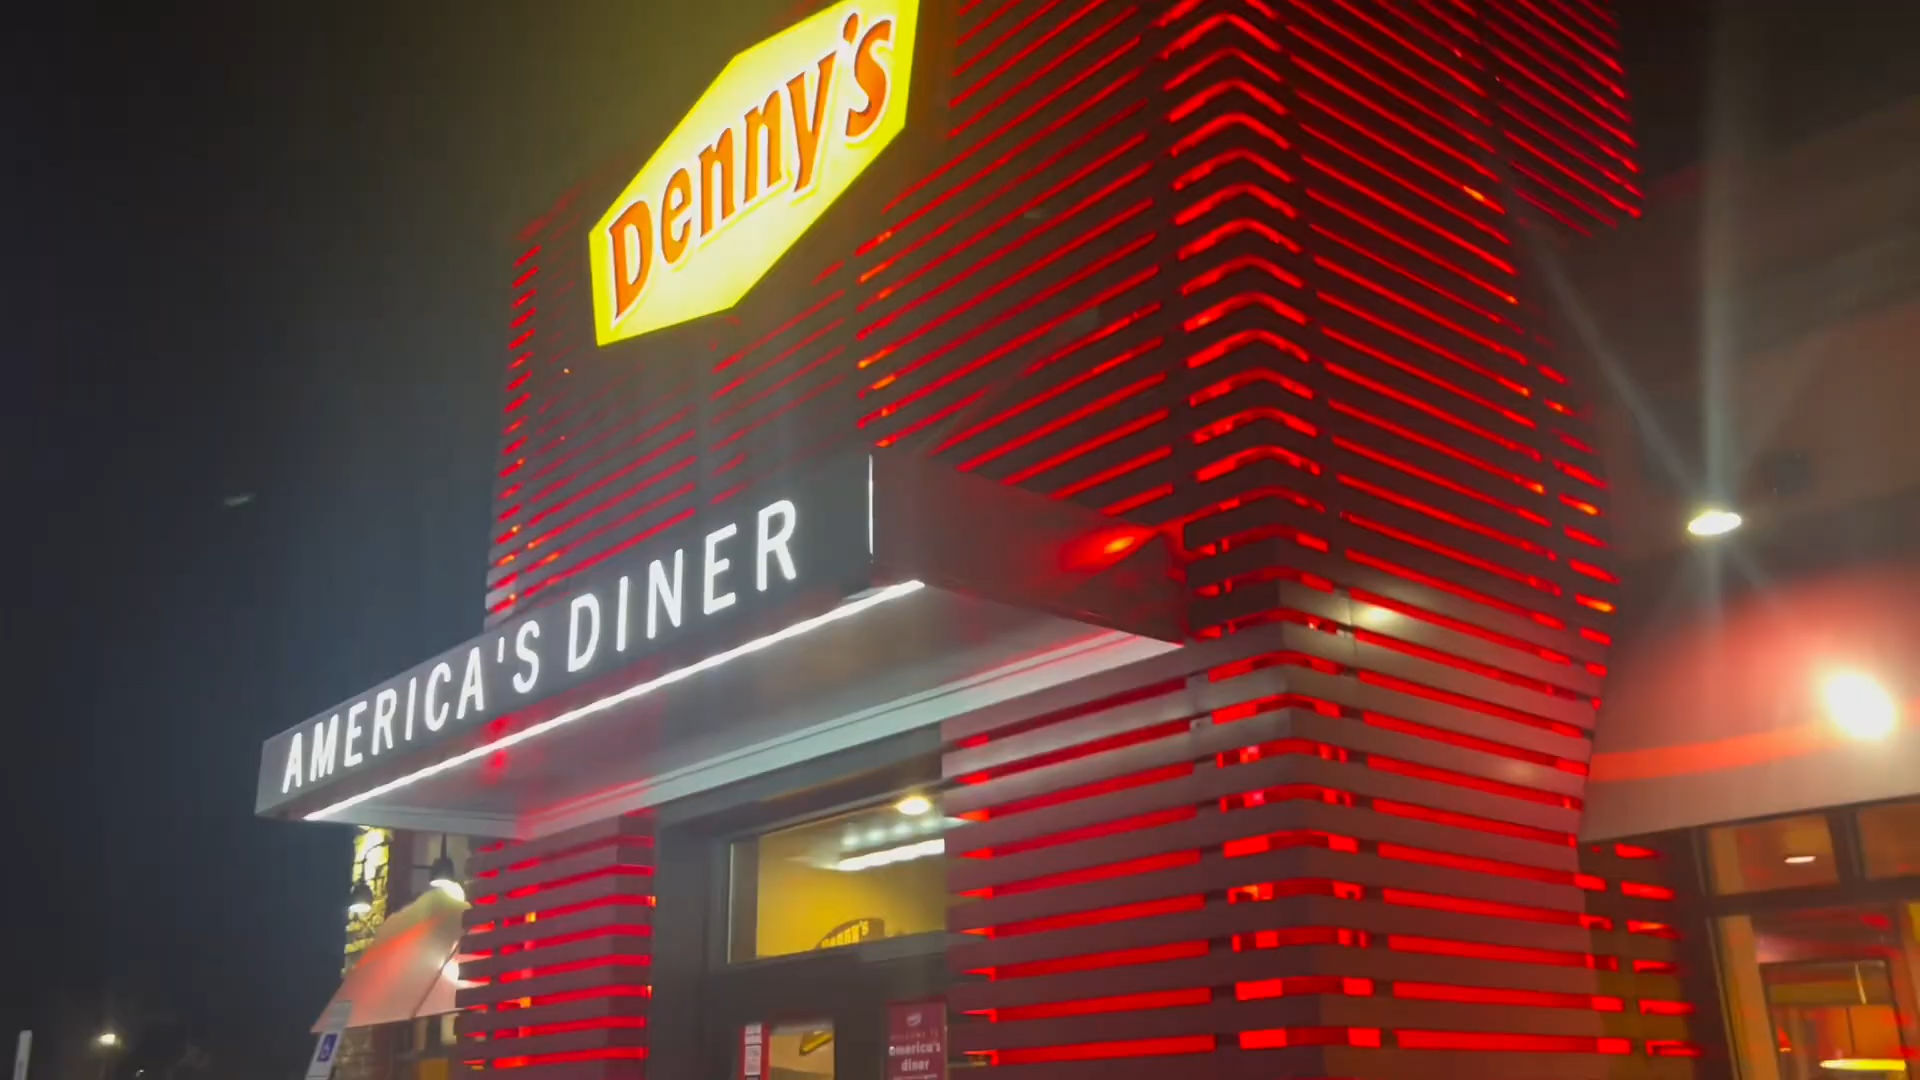 Denny's
AMERICA'S DINER
Denny's
america's
diner